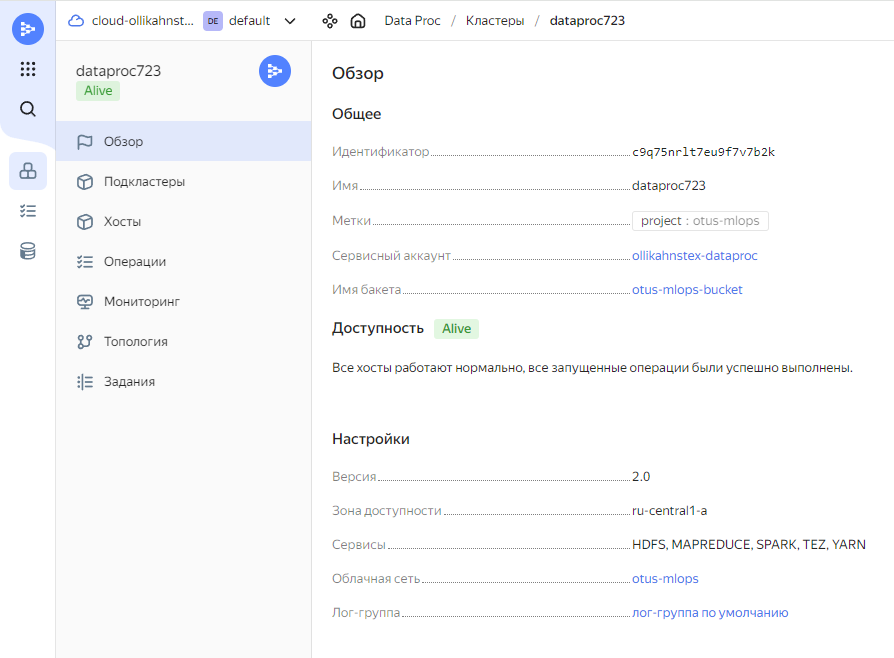 cloud-ollikahnst... DE default Data Proc / Кластеры / dataproc723
dataproc723
Alive
Обзор
Подкластеры
Хосты
Операции
Мониторинг
Топология
Задания
Обзор
Общее
Идентификатор c9q75nrlt7eu9f7v7b2k
Имя dataproc723
Метки project : otus-mlops
Сервисный аккаунт ollikahnstex-dataproc
Имя бакета otus-mlops-bucket
Доступность Alive
Все хосты работают нормально, все запущенные операции были успешно выполнены.
Настройки
Версия 2.0
Зона доступности ru-central1-a
Сервисы HDFS, MAPREDUCE, SPARK, TEZ, YARN
Облачная сеть otus-mlops
Лог-группа лог-группа по умолчанию